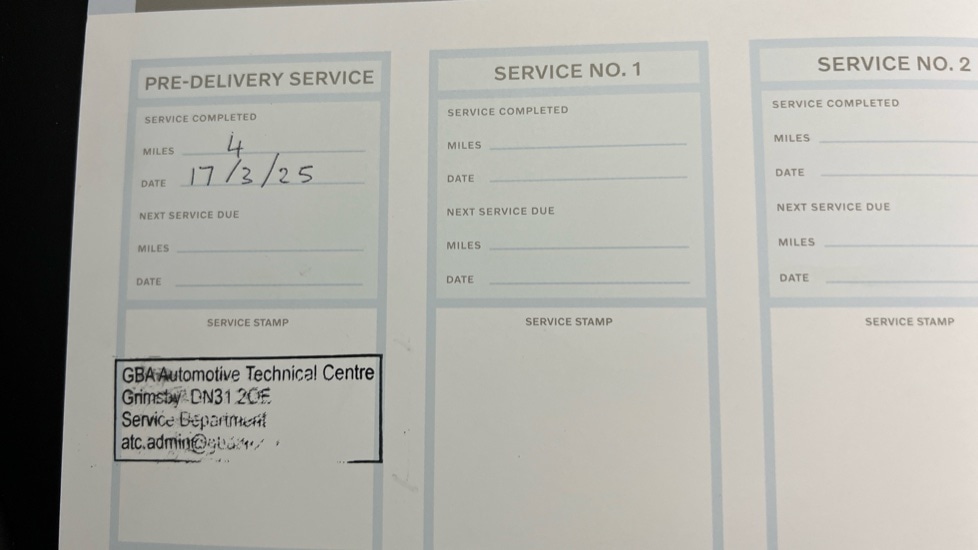 PRE-DELIVERY SERVICE
SERVICE COMPLETED
MILES 4
DATE 17/3/25
NEXT SERVICE DUE
MILES
DATE
SERVICE STAMP
GBA Automotive Technical Centre
Grimsby DN31
Service Department
SERVICE NO. 1
SERVICE COMPLETED
MILES
DATE
NEXT SERVICE DUE
MILES
DATE
SERVICE STAMP
SERVICE NO. 2
SERVICE COMPLETED
MILES
DATE
NEXT SERVICE DUE
MILES
DATE
SERVICE STAMP